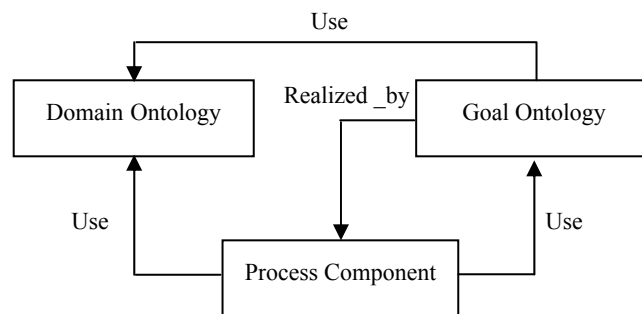 Use
Domain Ontology
Realized _by
Goal Ontology
Use
Use
Process Component